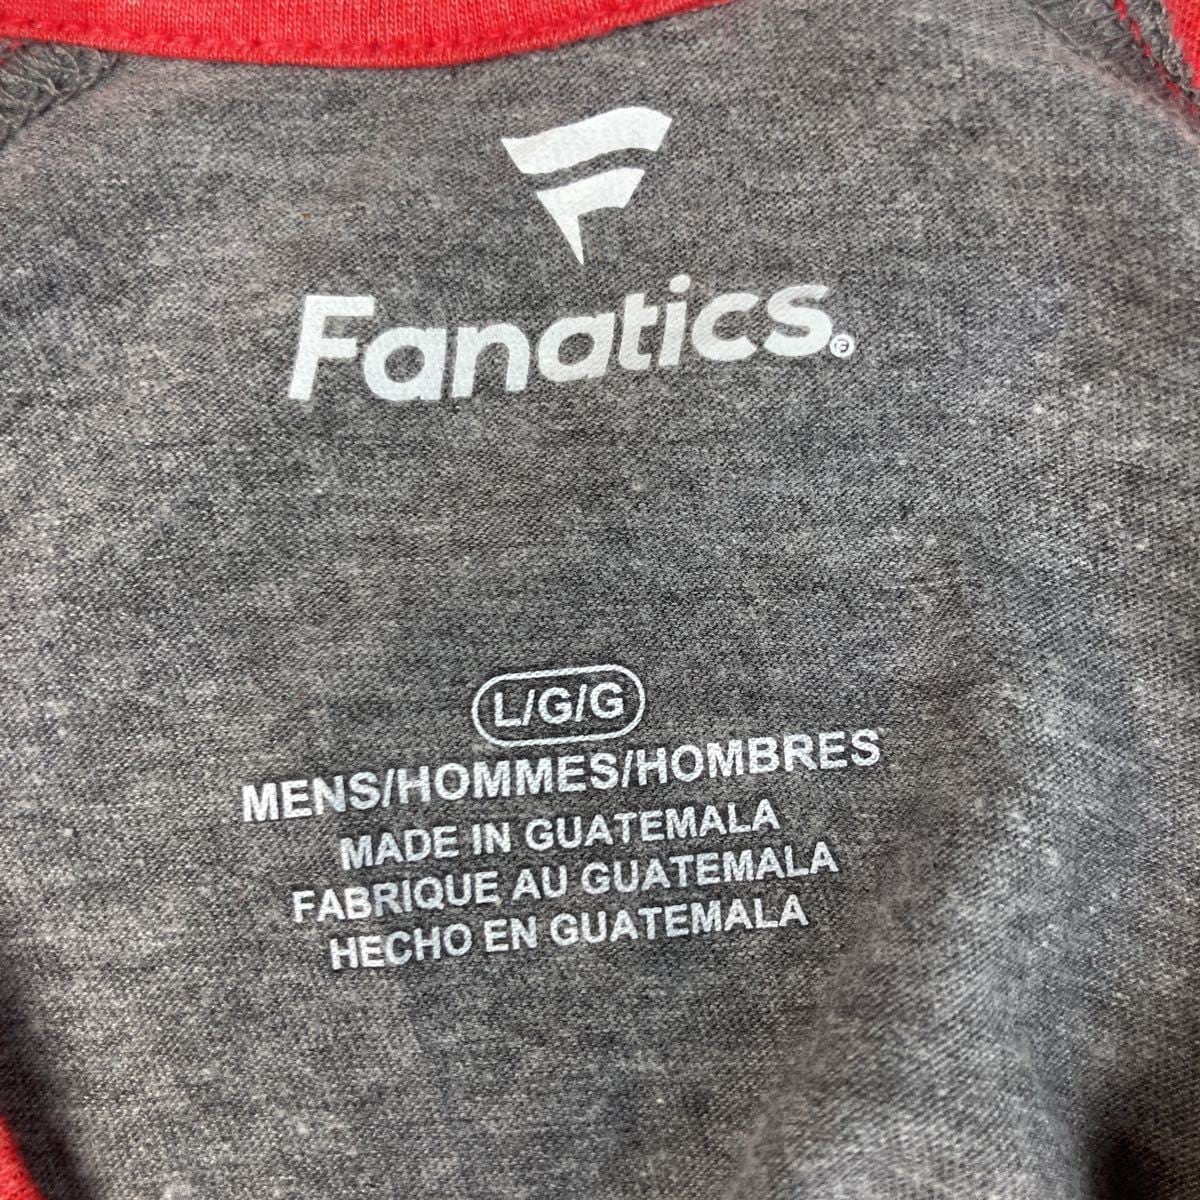 Fanatics®
L/G/G
MENS/HOMMES/HOMBRES
MADE IN GUATEMALA
FABRIQUE AU GUATEMALA
HECHO EN GUATEMALA